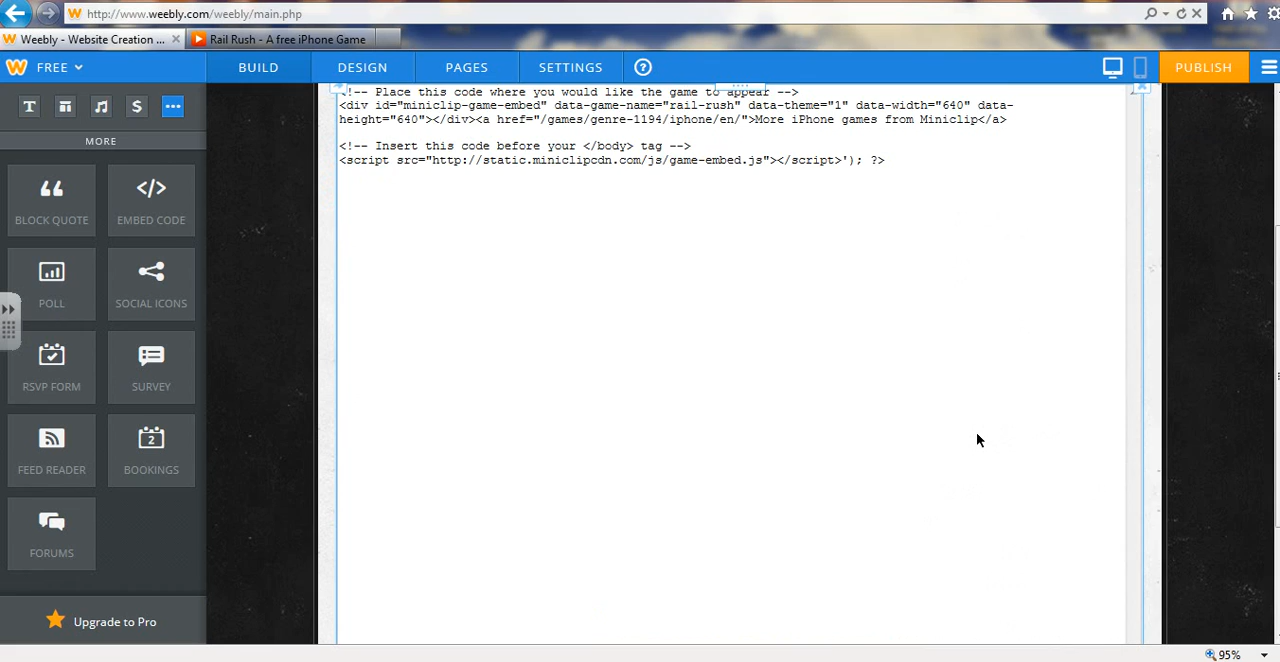 http://www.weebly.com/weebly/main.php
Weebly - Website Creation ...
Rail Rush - A free iPhone Game
FREE
BUILD
DESIGN
PAGES
SETTINGS
?
PUBLISH
T
$
MORE
BLOCK QUOTE
EMBED CODE
POLL
SOCIAL ICONS
RSVP FORM
SURVEY
FEED READER
2
BOOKINGS
FORUMS
Upgrade to Pro
<!-- Place this code where you would like the game to appear -->
<div id="miniclip-game-embed" data-game-name="rail-rush" data-theme="1" data-width="640" data-
height="640"></div><a href="/games/genre-1194/iphone/en/">More iPhone games from Miniclip</a>
<!-- Insert this code before your </body> tag -->
<script src="http://static.miniclipcdn.com/js/game-embed.js"></script>'); ?>
95%